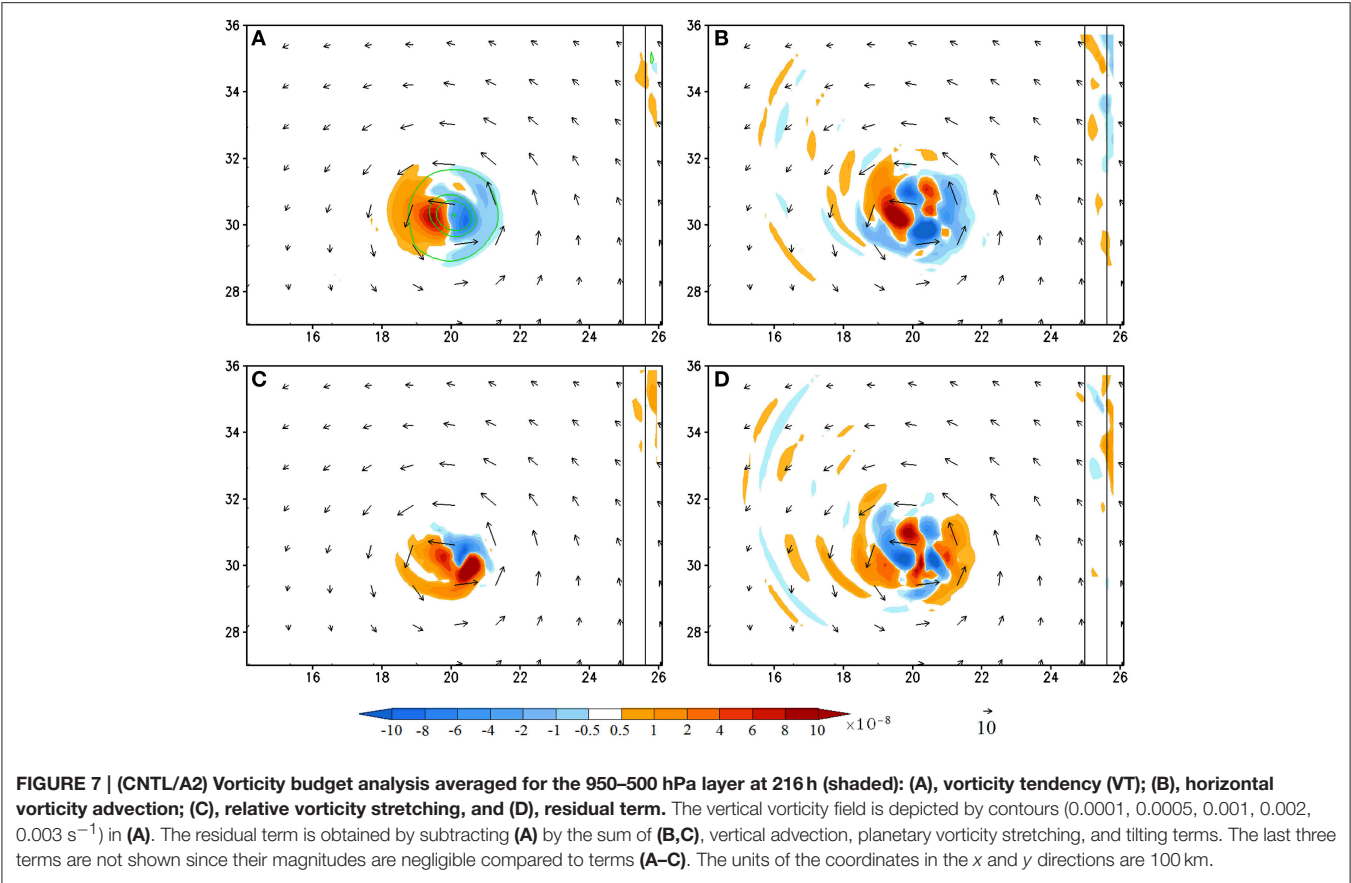 A
B
36
34
32
30
28
16 18 20 22 24 26
36
34
32
30
28
16 18 20 22 24 26
C
D
36
34
32
30
28
16 18 20 22 24 26
36
34
32
30
28
16 18 20 22 24 26
-10 -8 -6 -4 -2 -1 -0.5 0.5 1 2 4 6 8 10 ×10⁻⁸
10
FIGURE 7 | (CNTL/A2) Vorticity budget analysis averaged for the 950–500 hPa layer at 216 h (shaded): (A), vorticity tendency (VT); (B), horizontal
vorticity advection; (C), relative vorticity stretching, and (D), residual term. The vertical vorticity field is depicted by contours (0.0001, 0.0005, 0.001, 0.002,
0.003 s⁻¹) in (A). The residual term is obtained by subtracting (A) by the sum of (B,C), vertical advection, planetary vorticity stretching, and tilting terms. The last three
terms are not shown since their magnitudes are negligible compared to terms (A–C). The units of the coordinates in the x and y directions are 100 km.